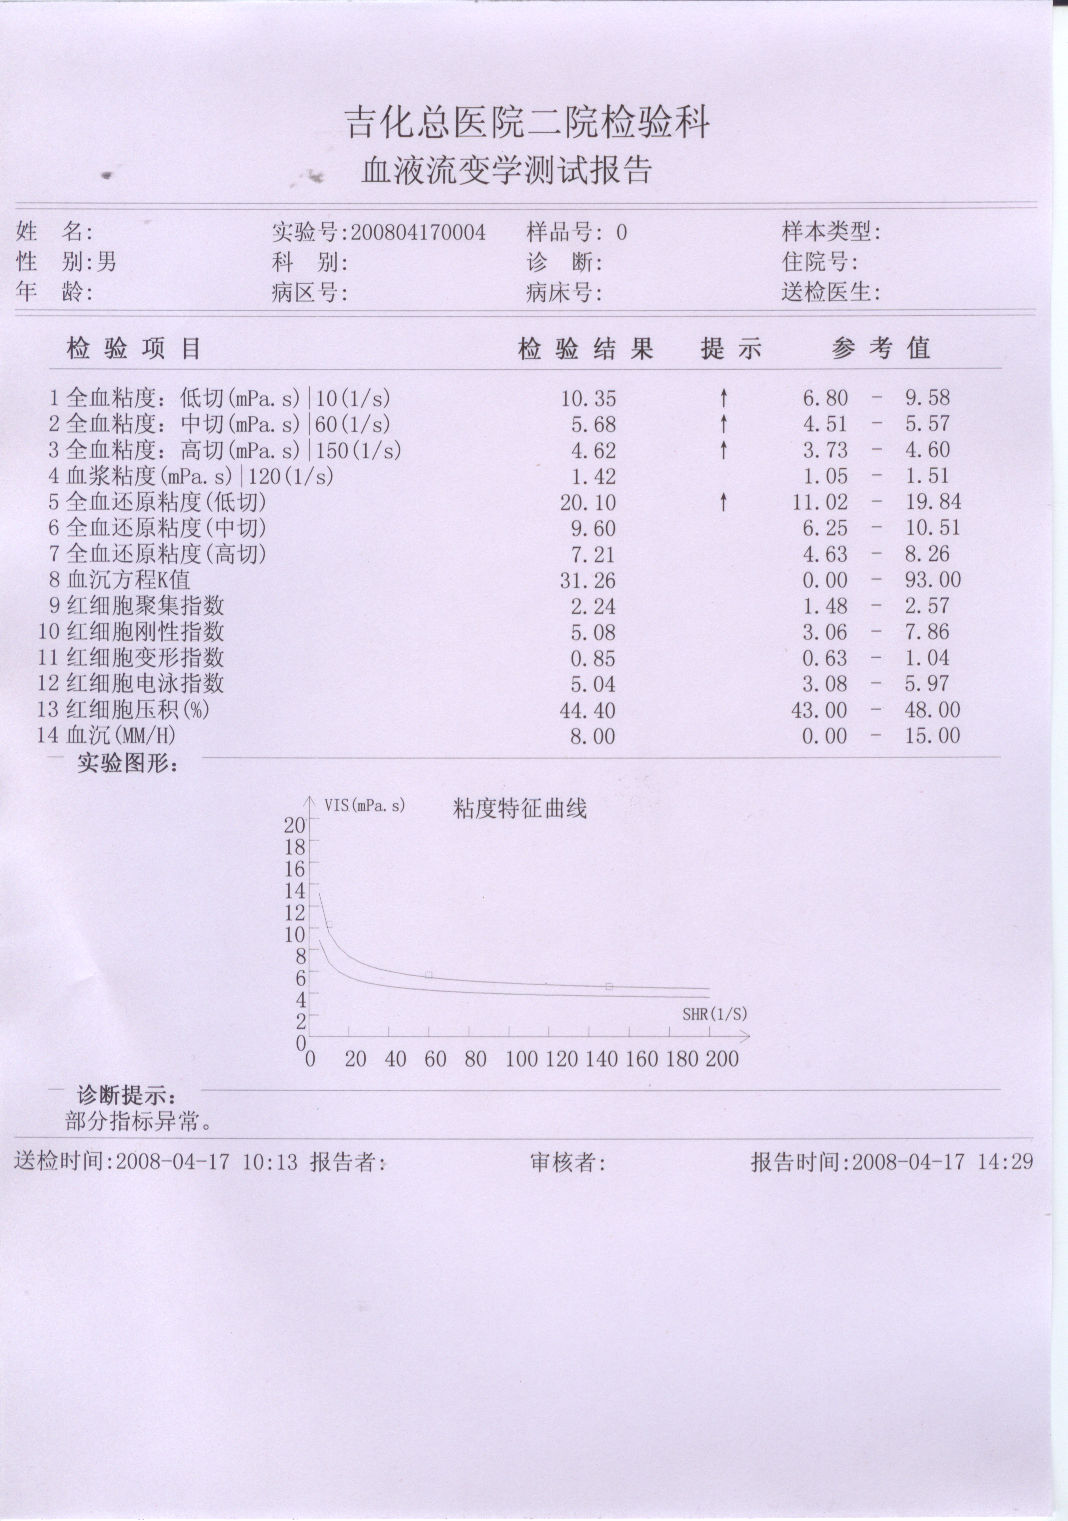 吉化总医院二院检验科
血液流变学测试报告
姓 名: 实验号:200804170004 样品号: 0 样本类型:
性 别:男 科 别: 诊 断: 住院号:
年 龄: 病区号: 病床号: 送检医生:
检 验 项 目 检 验 结 果 提 示 参 考 值
1 全血粘度: 低切(mPa.s)|10(1/s) 10.35 ↑ 6.80 - 9.58
2 全血粘度: 中切(mPa.s)|60(1/s) 5.68 ↑ 4.51 - 5.57
3 全血粘度: 高切(mPa.s)|150(1/s) 4.62 ↑ 3.73 - 4.60
4 血浆粘度(mPa.s)|120(1/s) 1.42 1.05 - 1.51
5 全血还原粘度(低切) 20.10 ↑ 11.02 - 19.84
6 全血还原粘度(中切) 9.60 6.25 - 10.51
7 全血还原粘度(高切) 7.21 4.63 - 8.26
8 血沉方程K值 31.26 0.00 - 93.00
9 红细胞聚集指数 2.24 1.48 - 2.57
10 红细胞刚性指数 5.08 3.06 - 7.86
11 红细胞变形指数 0.85 0.63 - 1.04
12 红细胞电泳指数 5.04 3.08 - 5.97
13 红细胞压积(%) 44.40 43.00 - 48.00
14 血沉(MM/H) 8.00 0.00 - 15.00
实验图形:
VIS(mPa.s) 粘度特征曲线
20
18
16
14
12
10
8
6
4
2
0
SHR(1/S)
0 20 40 60 80 100 120 140 160 180 200
诊断提示:
部分指标异常。
送检时间:2008-04-17 10:13 报告者: 审核者: 报告时间:2008-04-17 14:29